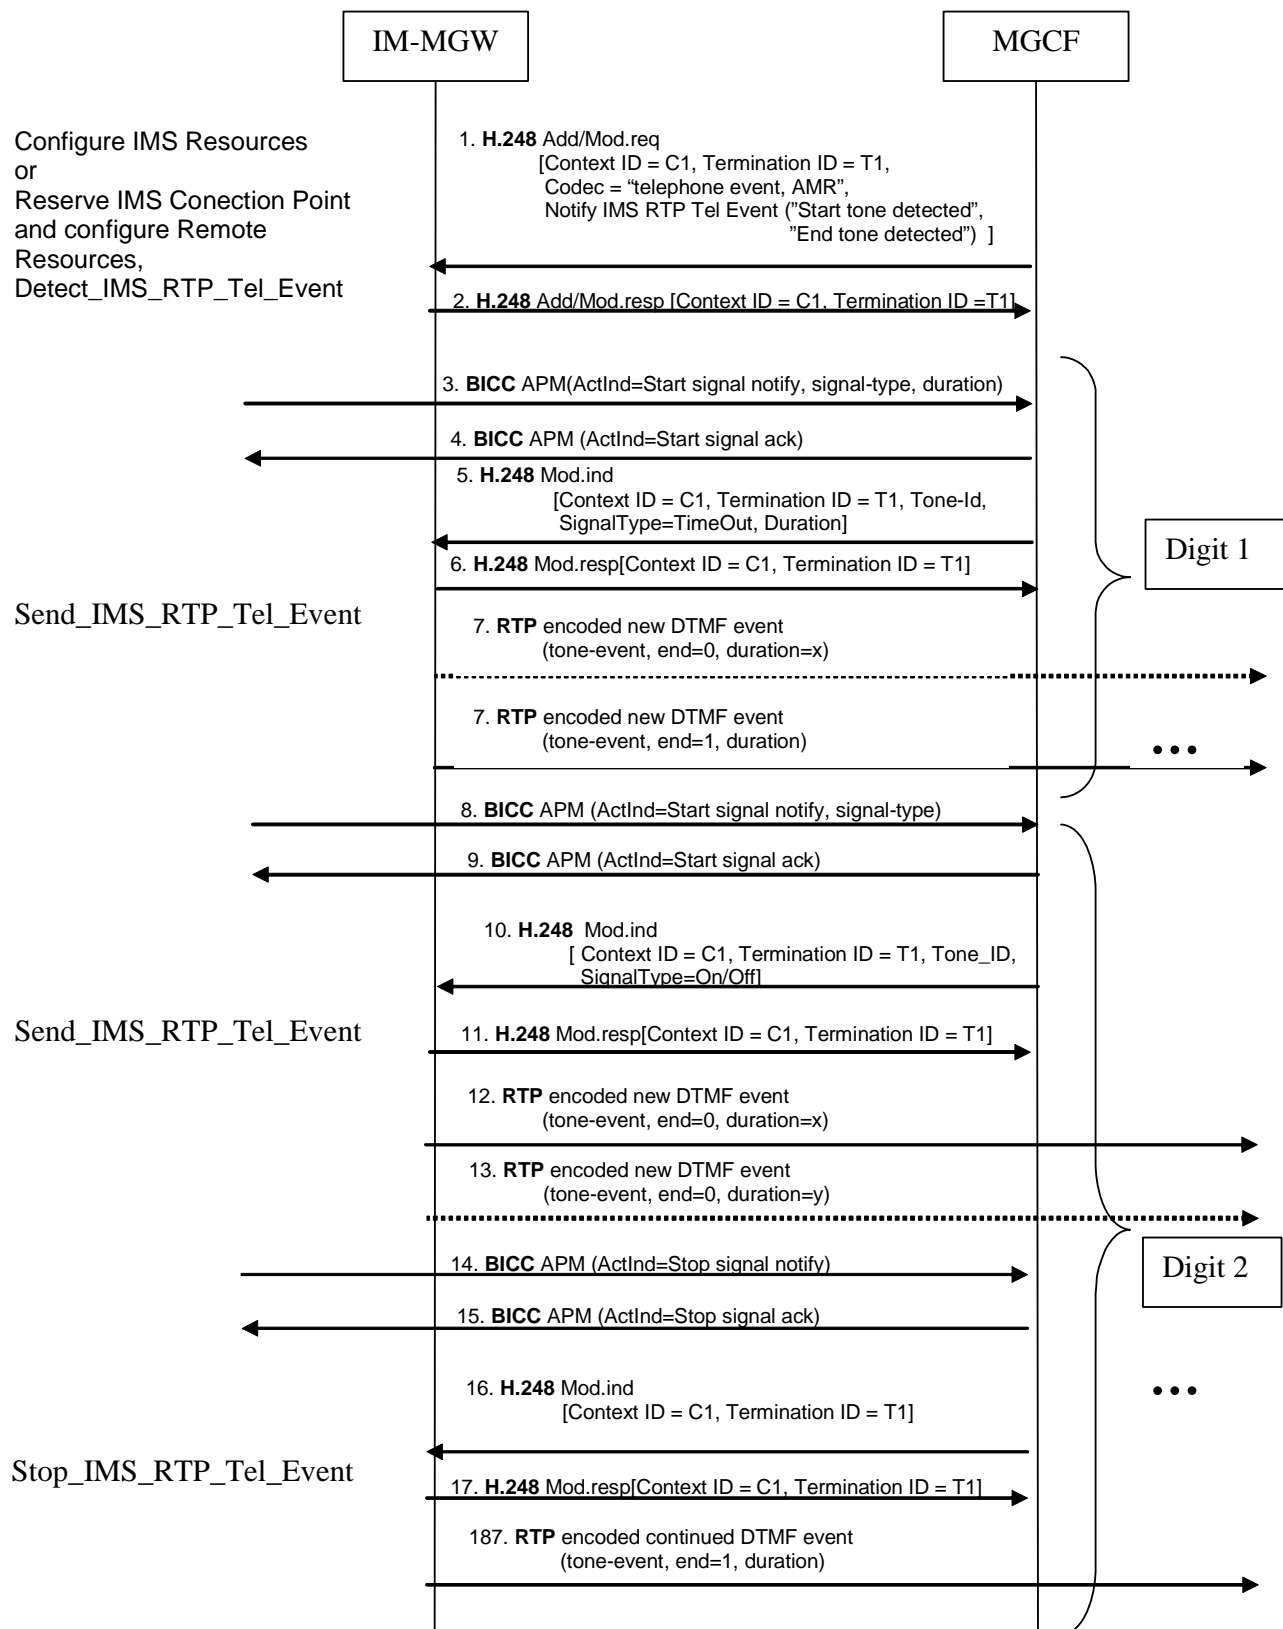 IM-MGW
MGCF
Configure IMS Resources
or
Reserve IMS Conection Point
and configure Remote
Resources,
Detect_IMS_RTP_Tel_Event
1. H.248 Add/Mod.req
[Context ID = C1, Termination ID = T1,
Codec = “telephone event, AMR”,
Notify IMS RTP Tel Event (”Start tone detected”,
”End tone detected”) ]
2. H.248 Add/Mod.resp [Context ID = C1, Termination ID =T1]
3. BICC APM(ActInd=Start signal notify, signal-type, duration)
4. BICC APM (ActInd=Start signal ack)
5. H.248 Mod.ind
[Context ID = C1, Termination ID = T1, Tone-Id,
SignalType=TimeOut, Duration]
Digit 1
6. H.248 Mod.resp[Context ID = C1, Termination ID = T1]
Send_IMS_RTP_Tel_Event
7. RTP encoded new DTMF event
(tone-event, end=0, duration=x)
7. RTP encoded new DTMF event
(tone-event, end=1, duration)
...
8. BICC APM (ActInd=Start signal notify, signal-type)
9. BICC APM (ActInd=Start signal ack)
10. H.248 Mod.ind
[ Context ID = C1, Termination ID = T1, Tone_ID,
SignalType=On/Off]
Send_IMS_RTP_Tel_Event
11. H.248 Mod.resp[Context ID = C1, Termination ID = T1]
12. RTP encoded new DTMF event
(tone-event, end=0, duration=x)
13. RTP encoded new DTMF event
(tone-event, end=0, duration=y)
14. BICC APM (ActInd=Stop signal notify)
Digit 2
15. BICC APM (ActInd=Stop signal ack)
16. H.248 Mod.ind
[Context ID = C1, Termination ID = T1]
...
Stop_IMS_RTP_Tel_Event
17. H.248 Mod.resp[Context ID = C1, Termination ID = T1]
187. RTP encoded continued DTMF event
(tone-event, end=1, duration)